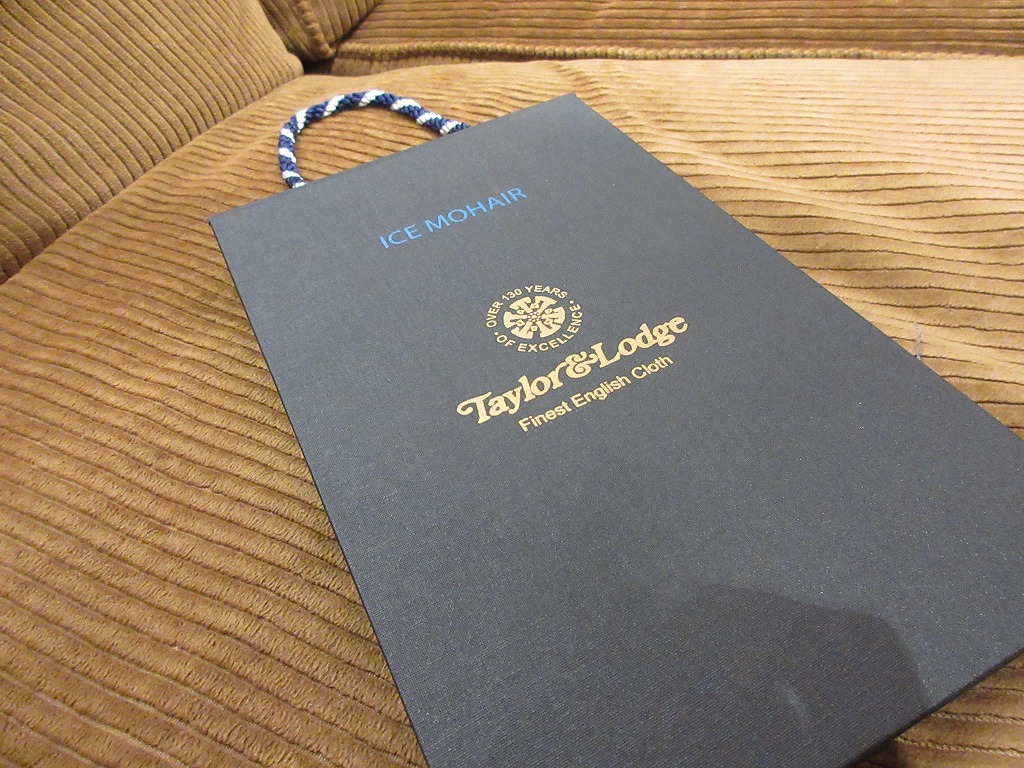 ICE MOHAIR
OVER 130 YEARS
OF EXCELLENCE
Taylor&Lodge
Finest English Cloth